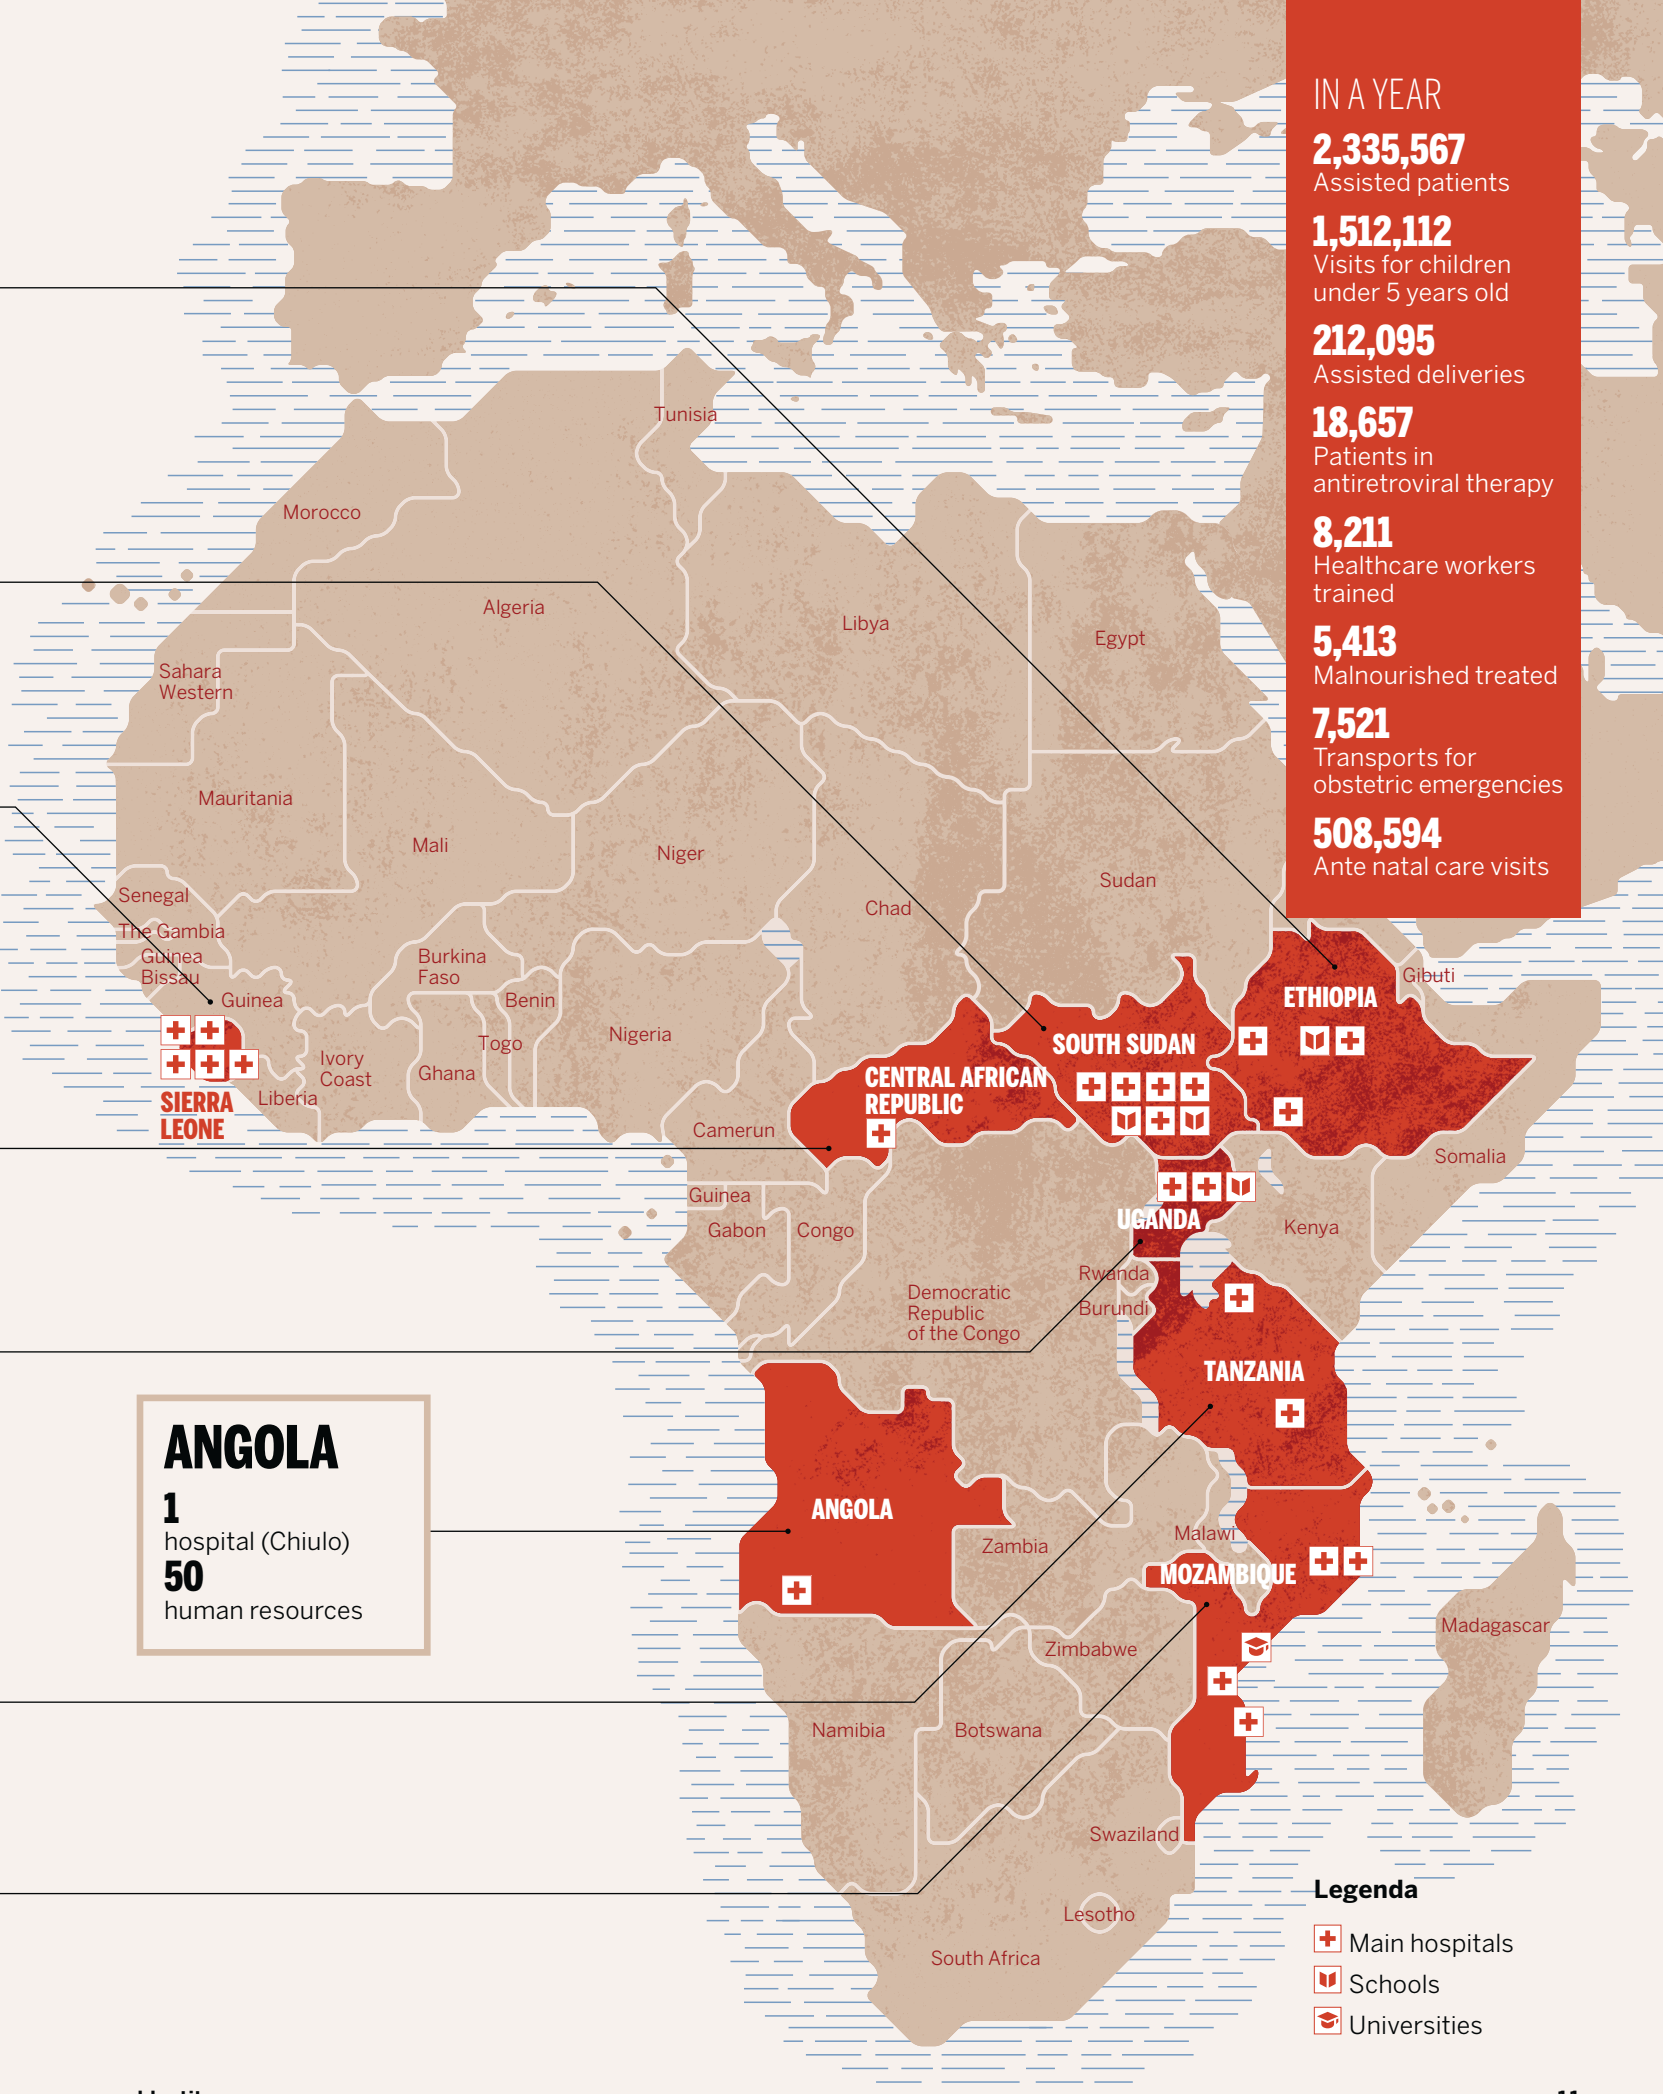 IN A YEAR
2,335,567
Assisted patients
1,512,112
Visits for children
under 5 years old
212,095
Assisted deliveries
18,657
Patients in
antiretroviral therapy
8,211
Healthcare workers
trained
5,413
Malnourished treated
7,521
Transports for
obstetric emergencies
508,594
Ante natal care visits
Tunisia
Morocco
Algeria
Libya
Egypt
Sahara
Western
Mauritania
Mali
Niger
Chad
Sudan
Senegal
The Gambia
Guinea
Bissau
Guinea
Burkina
Faso
Benin
Togo
Ghana
Ivory
Coast
Liberia
Nigeria
SIERRA
LEONE
Gibuti
ETHIOPIA
SOUTH SUDAN
CENTRAL AFRICAN
REPUBLIC
Camerun
Somalia
Guinea
Gabon
Congo
UGANDA
Kenya
Rwanda
Burundi
Democratic
Republic
of the Congo
TANZANIA
ANGOLA
1
hospital (Chiulo)
50
human resources
ANGOLA
Zambia
Malawi
MOZAMBIQUE
Madagascar
Zimbabwe
Namibia
Botswana
Swaziland
Lesotho
South Africa
Legenda
Main hospitals
Schools
Universities